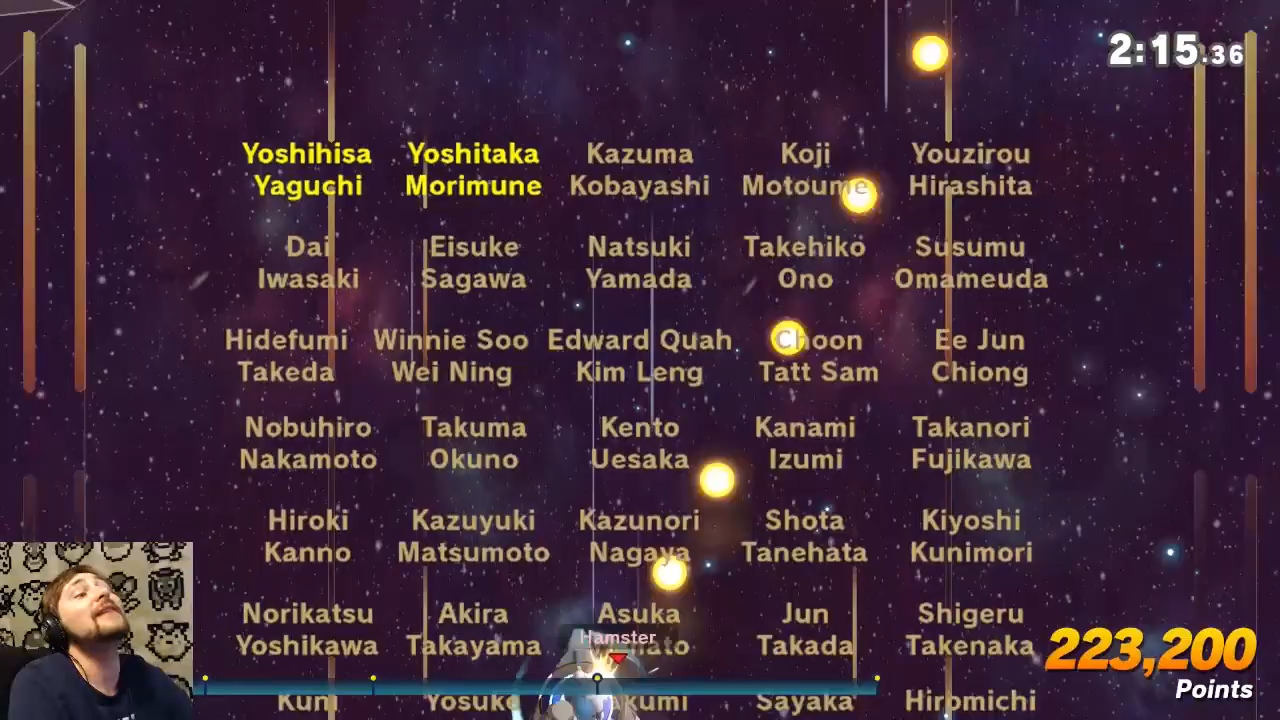 2:15.36
Yoshihisa Yoshitaka Kazuma Koji Youzirou
Yaguchi Morimune Kobayashi Motoume Hirashita
Dai Eisuke Natsuki Takehiko Susumu
Iwasaki Sagawa Yamada Ono Omameuda
Hidefumi Winnie Soo Edward Quah Choon Ee Jun
Takeda Wei Ning Kim Leng Tatt Sam Chiong
Nobuhiro Takuma Kento Kanami Takanori
Nakamoto Okuno Uesaka Izumi Fujikawa
Hiroki Kazuyuki Kazunori Shota Kiyoshi
Kanno Matsumoto Nagaya Tanehata Kunimori
Norikatsu Akira Asuka Jun Shigeru
Hamster
Yoshikawa Takayama Takada Takenaka
223,200
Points
Kuni Yosuke Sayaka Hiromichi